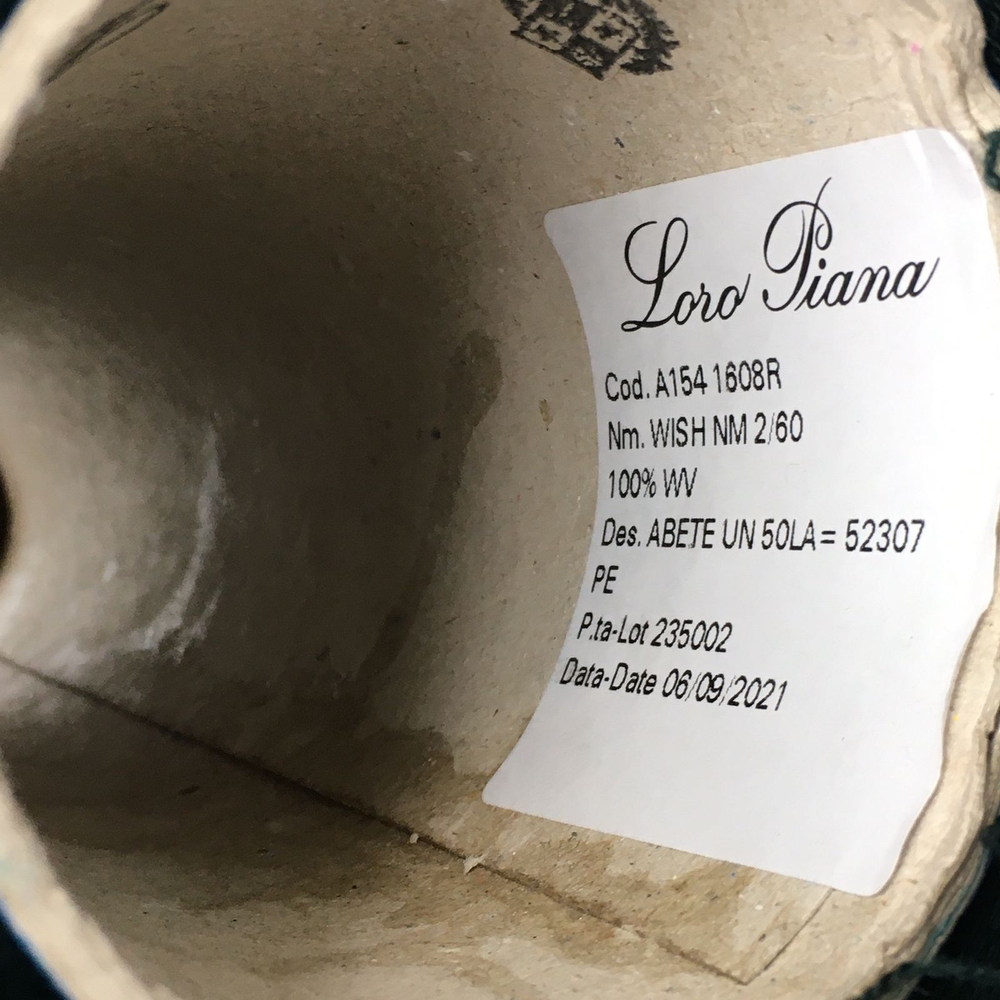 Loro Piana
Cod. A154 1608R
Nm. WISH NM 2/60
100% WV
Des. ABETE UN 50LA= 52307
PE
P.ta-Lot 235002
Data-Date 06/09/2021